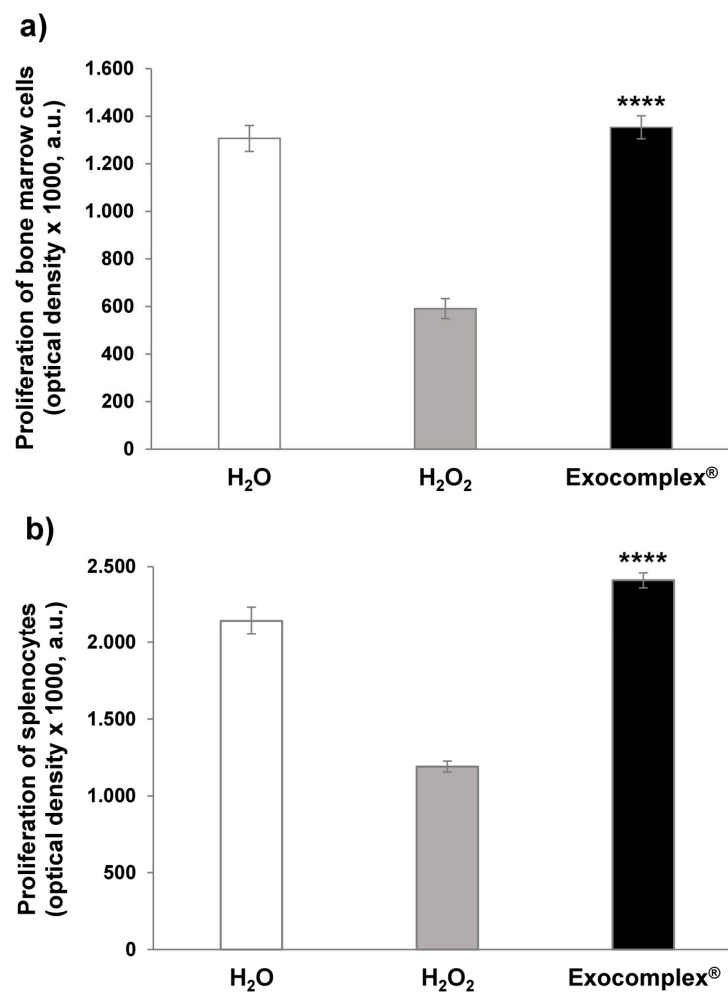 a)
Proliferation of bone marrow cells
(optical density x 1000, a.u.)
1.600
1.400
1.200
1.000
800
600
400
200
0
****
H₂O
H₂O₂
Exocomplex®
b)
Proliferation of splenocytes
(optical density x 1000, a.u.)
2.500
2.000
1.500
1.000
500
0
****
H₂O
H₂O₂
Exocomplex®